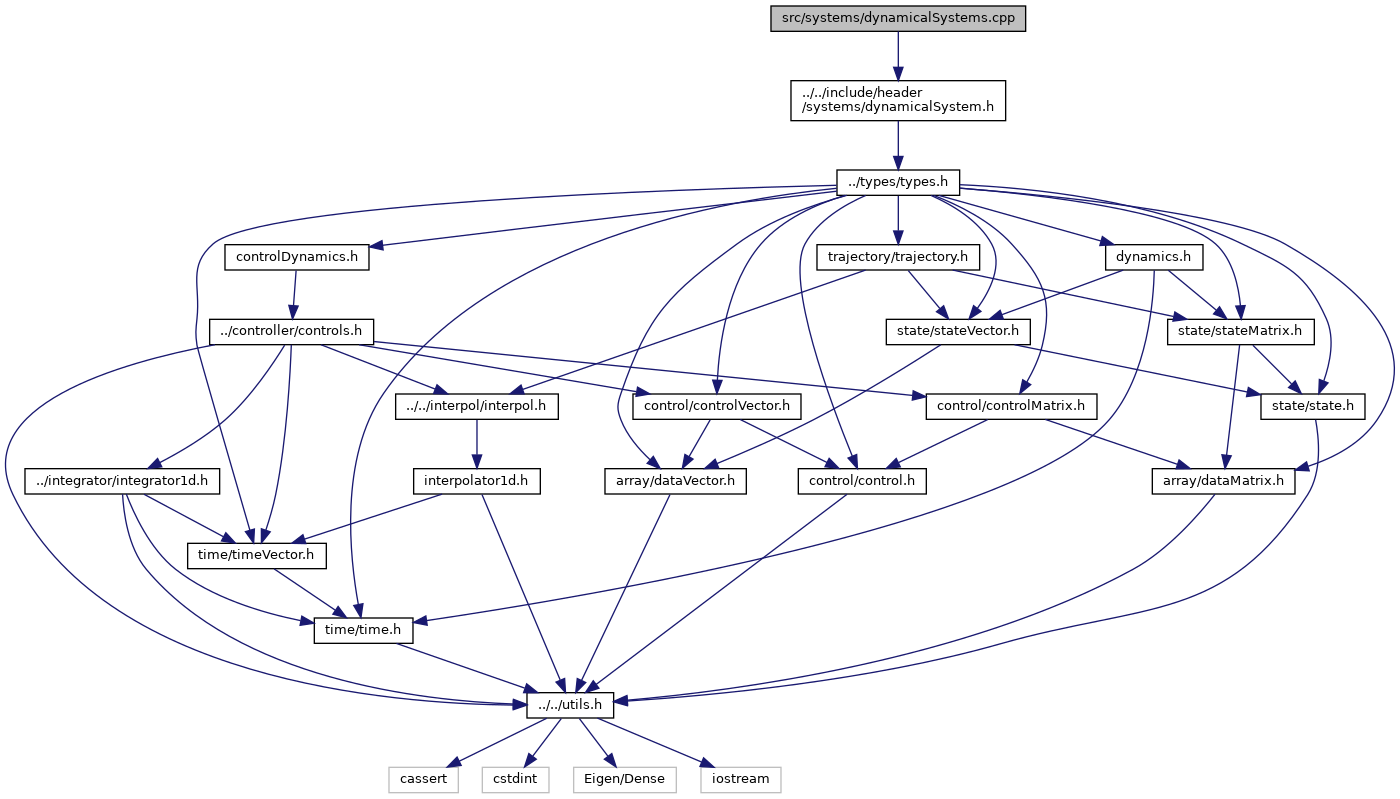 src/systems/dynamicalSystems.cpp
../../include/header
/systems/dynamicalSystem.h
../types/types.h
controlDynamics.h
trajectory/trajectory.h
dynamics.h
../controller/controls.h
state/stateVector.h
state/stateMatrix.h
../../interpol/interpol.h
control/controlVector.h
control/controlMatrix.h
state/state.h
../integrator/integrator1d.h
interpolator1d.h
array/dataVector.h
control/control.h
array/dataMatrix.h
time/timeVector.h
time/time.h
../../utils.h
cassert
cstdint
Eigen/Dense
iostream